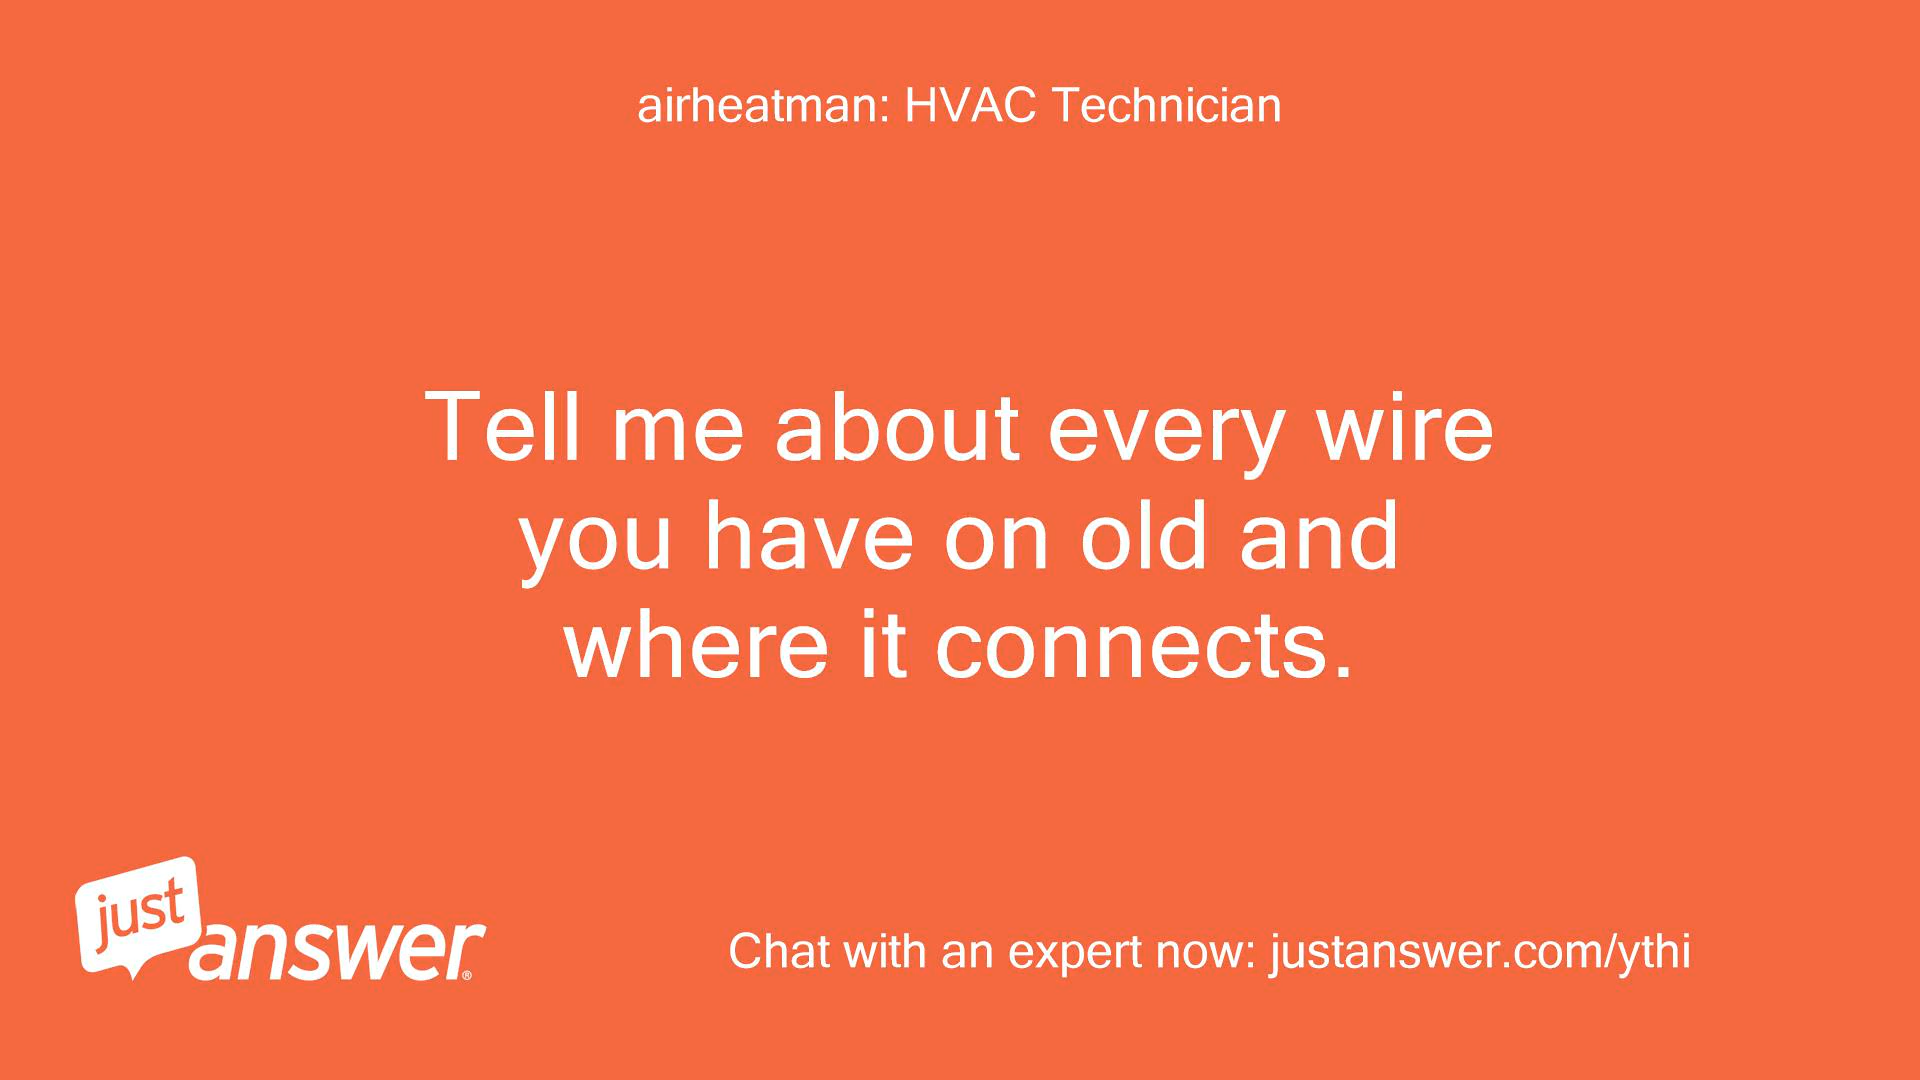 airheatman: HVAC Technician
Tell me about every wire
you have on old and
where it connects.
just
answer®
Chat with an expert now: justanswer.com/ythi